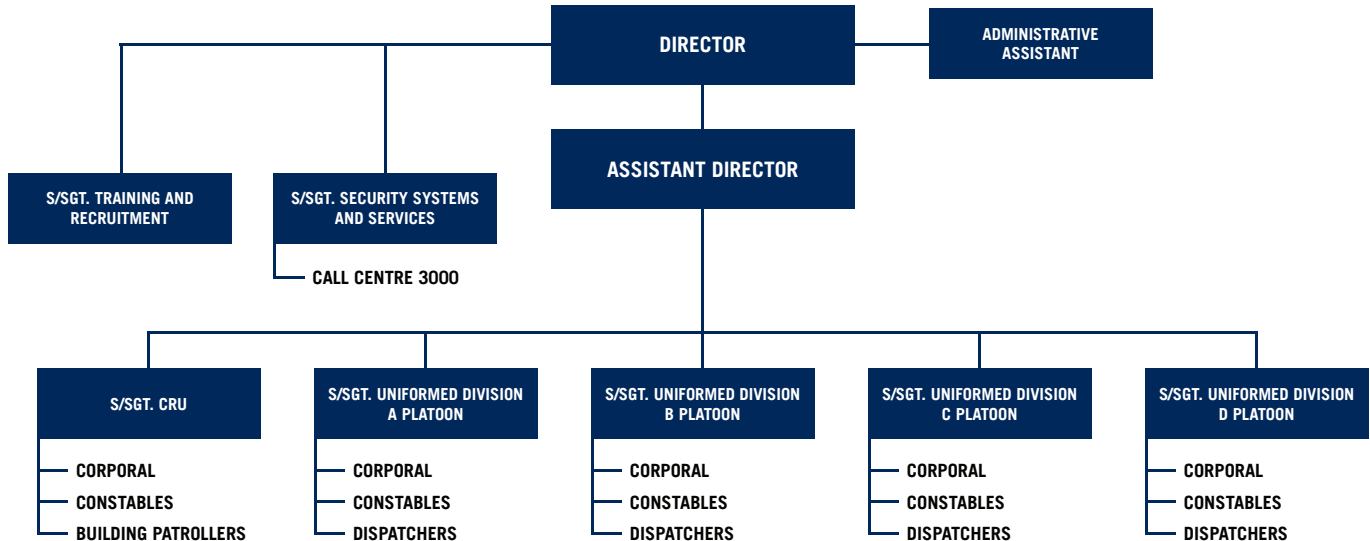 DIRECTOR
ADMINISTRATIVE
ASSISTANT
ASSISTANT DIRECTOR
S/SGT. TRAINING AND
RECRUITMENT
S/SGT. SECURITY SYSTEMS
AND SERVICES
CALL CENTRE 3000
S/SGT. CRU
CORPORAL
CONSTABLES
BUILDING PATROLLERS
S/SGT. UNIFORMED DIVISION
A PLATOON
CORPORAL
CONSTABLES
DISPATCHERS
S/SGT. UNIFORMED DIVISION
B PLATOON
CORPORAL
CONSTABLES
DISPATCHERS
S/SGT. UNIFORMED DIVISION
C PLATOON
CORPORAL
CONSTABLES
DISPATCHERS
S/SGT. UNIFORMED DIVISION
D PLATOON
CORPORAL
CONSTABLES
DISPATCHERS